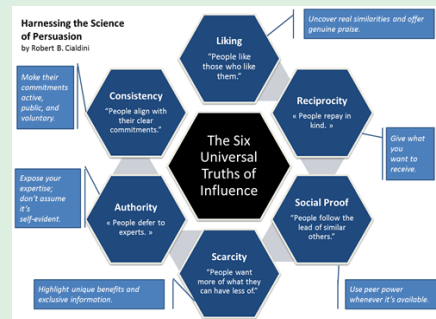 Harnessing the Science
of Persuasion
by Robert B. Cialdini
Uncover real similarities and offer
genuine praise.
Liking
"People like
those who like
them."
Make their
commitments
active,
public, and
voluntary.
Consistency
"People align with
their clear
commitments."
Reciprocity
« People repay in
kind. »
The Six
Universal
Truths of
Influence
Give what
you
want to
receive.
Expose your
expertise;
don't assume
it's
self-evident.
Authority
« People defer to
experts. »
Social Proof
"People follow the
lead of similar
others."
Scarcity
"People want
more of what they
can have less of."
Highlight unique benefits and
exclusive information.
Use peer power
whenever it's available.